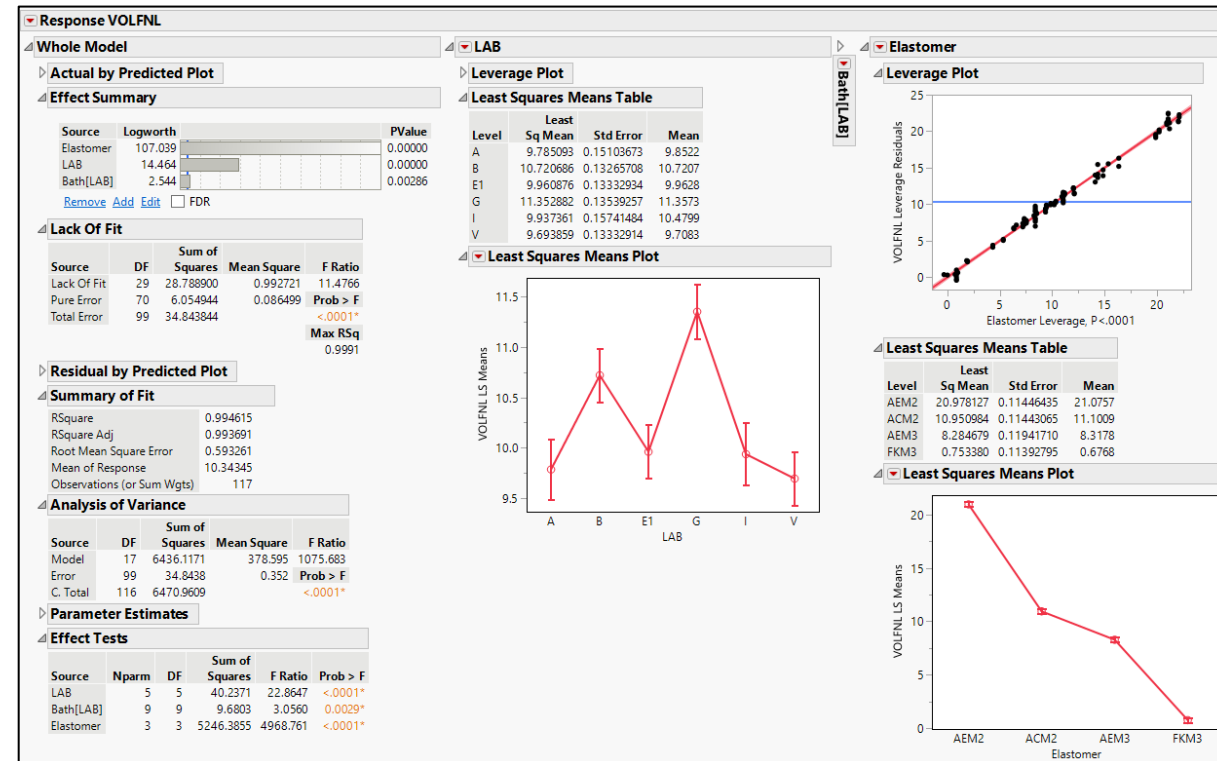 Response VOLFNL
Whole Model
Actual by Predicted Plot
Effect Summary
Source Logworth PValue
Elastomer 107.039 0.00000
LAB 14.464 0.00000
Bath[LAB] 2.544 0.00286
Remove Add Edit FDR
Lack Of Fit
Sum of
Source DF Squares Mean Square F Ratio
Lack Of Fit 29 28.788900 0.992721 11.4766
Pure Error 70 6.054944 0.086499 Prob > F
Total Error 99 34.843844 <.0001*
Max RSq
0.9991
Residual by Predicted Plot
Summary of Fit
RSquare 0.994615
RSquare Adj 0.993691
Root Mean Square Error 0.593261
Mean of Response 10.34345
Observations (or Sum Wgts) 117
Analysis of Variance
Sum of
Source DF Squares Mean Square F Ratio
Model 17 6436.1171 378.595 1075.683
Error 99 34.8438 0.352 Prob > F
C. Total 116 6470.9609 <.0001*
Parameter Estimates
Effect Tests
Sum of
Source Nparm DF Squares F Ratio Prob > F
LAB 5 5 40.2371 22.8647 <.0001*
Bath[LAB] 9 9 9.6803 3.0560 0.0029*
Elastomer 3 3 5246.3855 4968.761 <.0001*
LAB
Leverage Plot
Least Squares Means Table
Least
Level Sq Mean Std Error Mean
A 9.785093 0.15103673 9.8522
B 10.720686 0.13265708 10.7207
E1 9.960876 0.13332934 9.9628
G 11.352882 0.13539257 11.3573
I 9.937361 0.15741484 10.4799
V 9.693859 0.13332914 9.7083
Least Squares Means Plot
VOLFNL LS Means
11.5
11.0
10.5
10.0
9.5
A B E1 G I V
LAB
Bath[LAB]
Elastomer
Leverage Plot
VOLFNL Leverage Residuals
25
20
15
10
5
0
0 5 10 15 20
Elastomer Leverage, P<.0001
Least Squares Means Table
Least
Level Sq Mean Std Error Mean
AEM2 20.978127 0.11446435 21.0757
ACM2 10.950984 0.11443065 11.1009
AEM3 8.284679 0.11941710 8.3178
FKM3 0.753380 0.11392795 0.6768
Least Squares Means Plot
VOLFNL LS Means
20
15
10
5
0
AEM2 ACM2 AEM3 FKM3
Elastomer